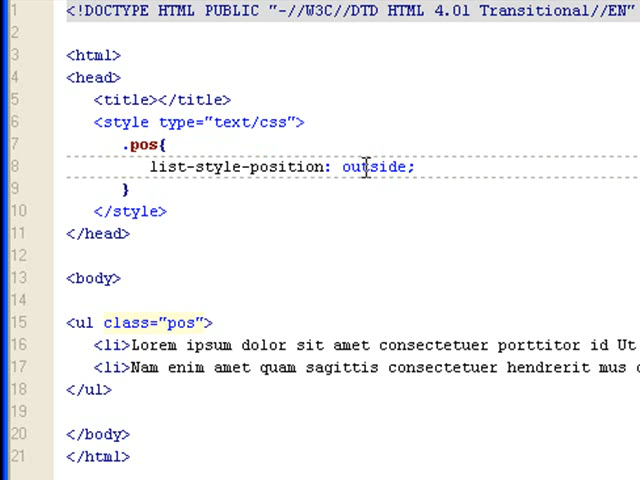 1 <!DOCTYPE HTML PUBLIC "-//W3C//DTD HTML 4.01 Transitional//EN"
2
3 <html>
4 <head>
5 <title></title>
6 <style type="text/css">
7 .pos{
8 list-style-position: outside;
9 }
10 </style>
11 </head>
12
13 <body>
14
15 <ul class="pos">
16 <li>Lorem ipsum dolor sit amet consectetuer porttitor id Ut
17 <li>Nam enim amet quam sagittis consectetuer hendrerit mus
18 </ul>
19
20 </body>
21 </html>